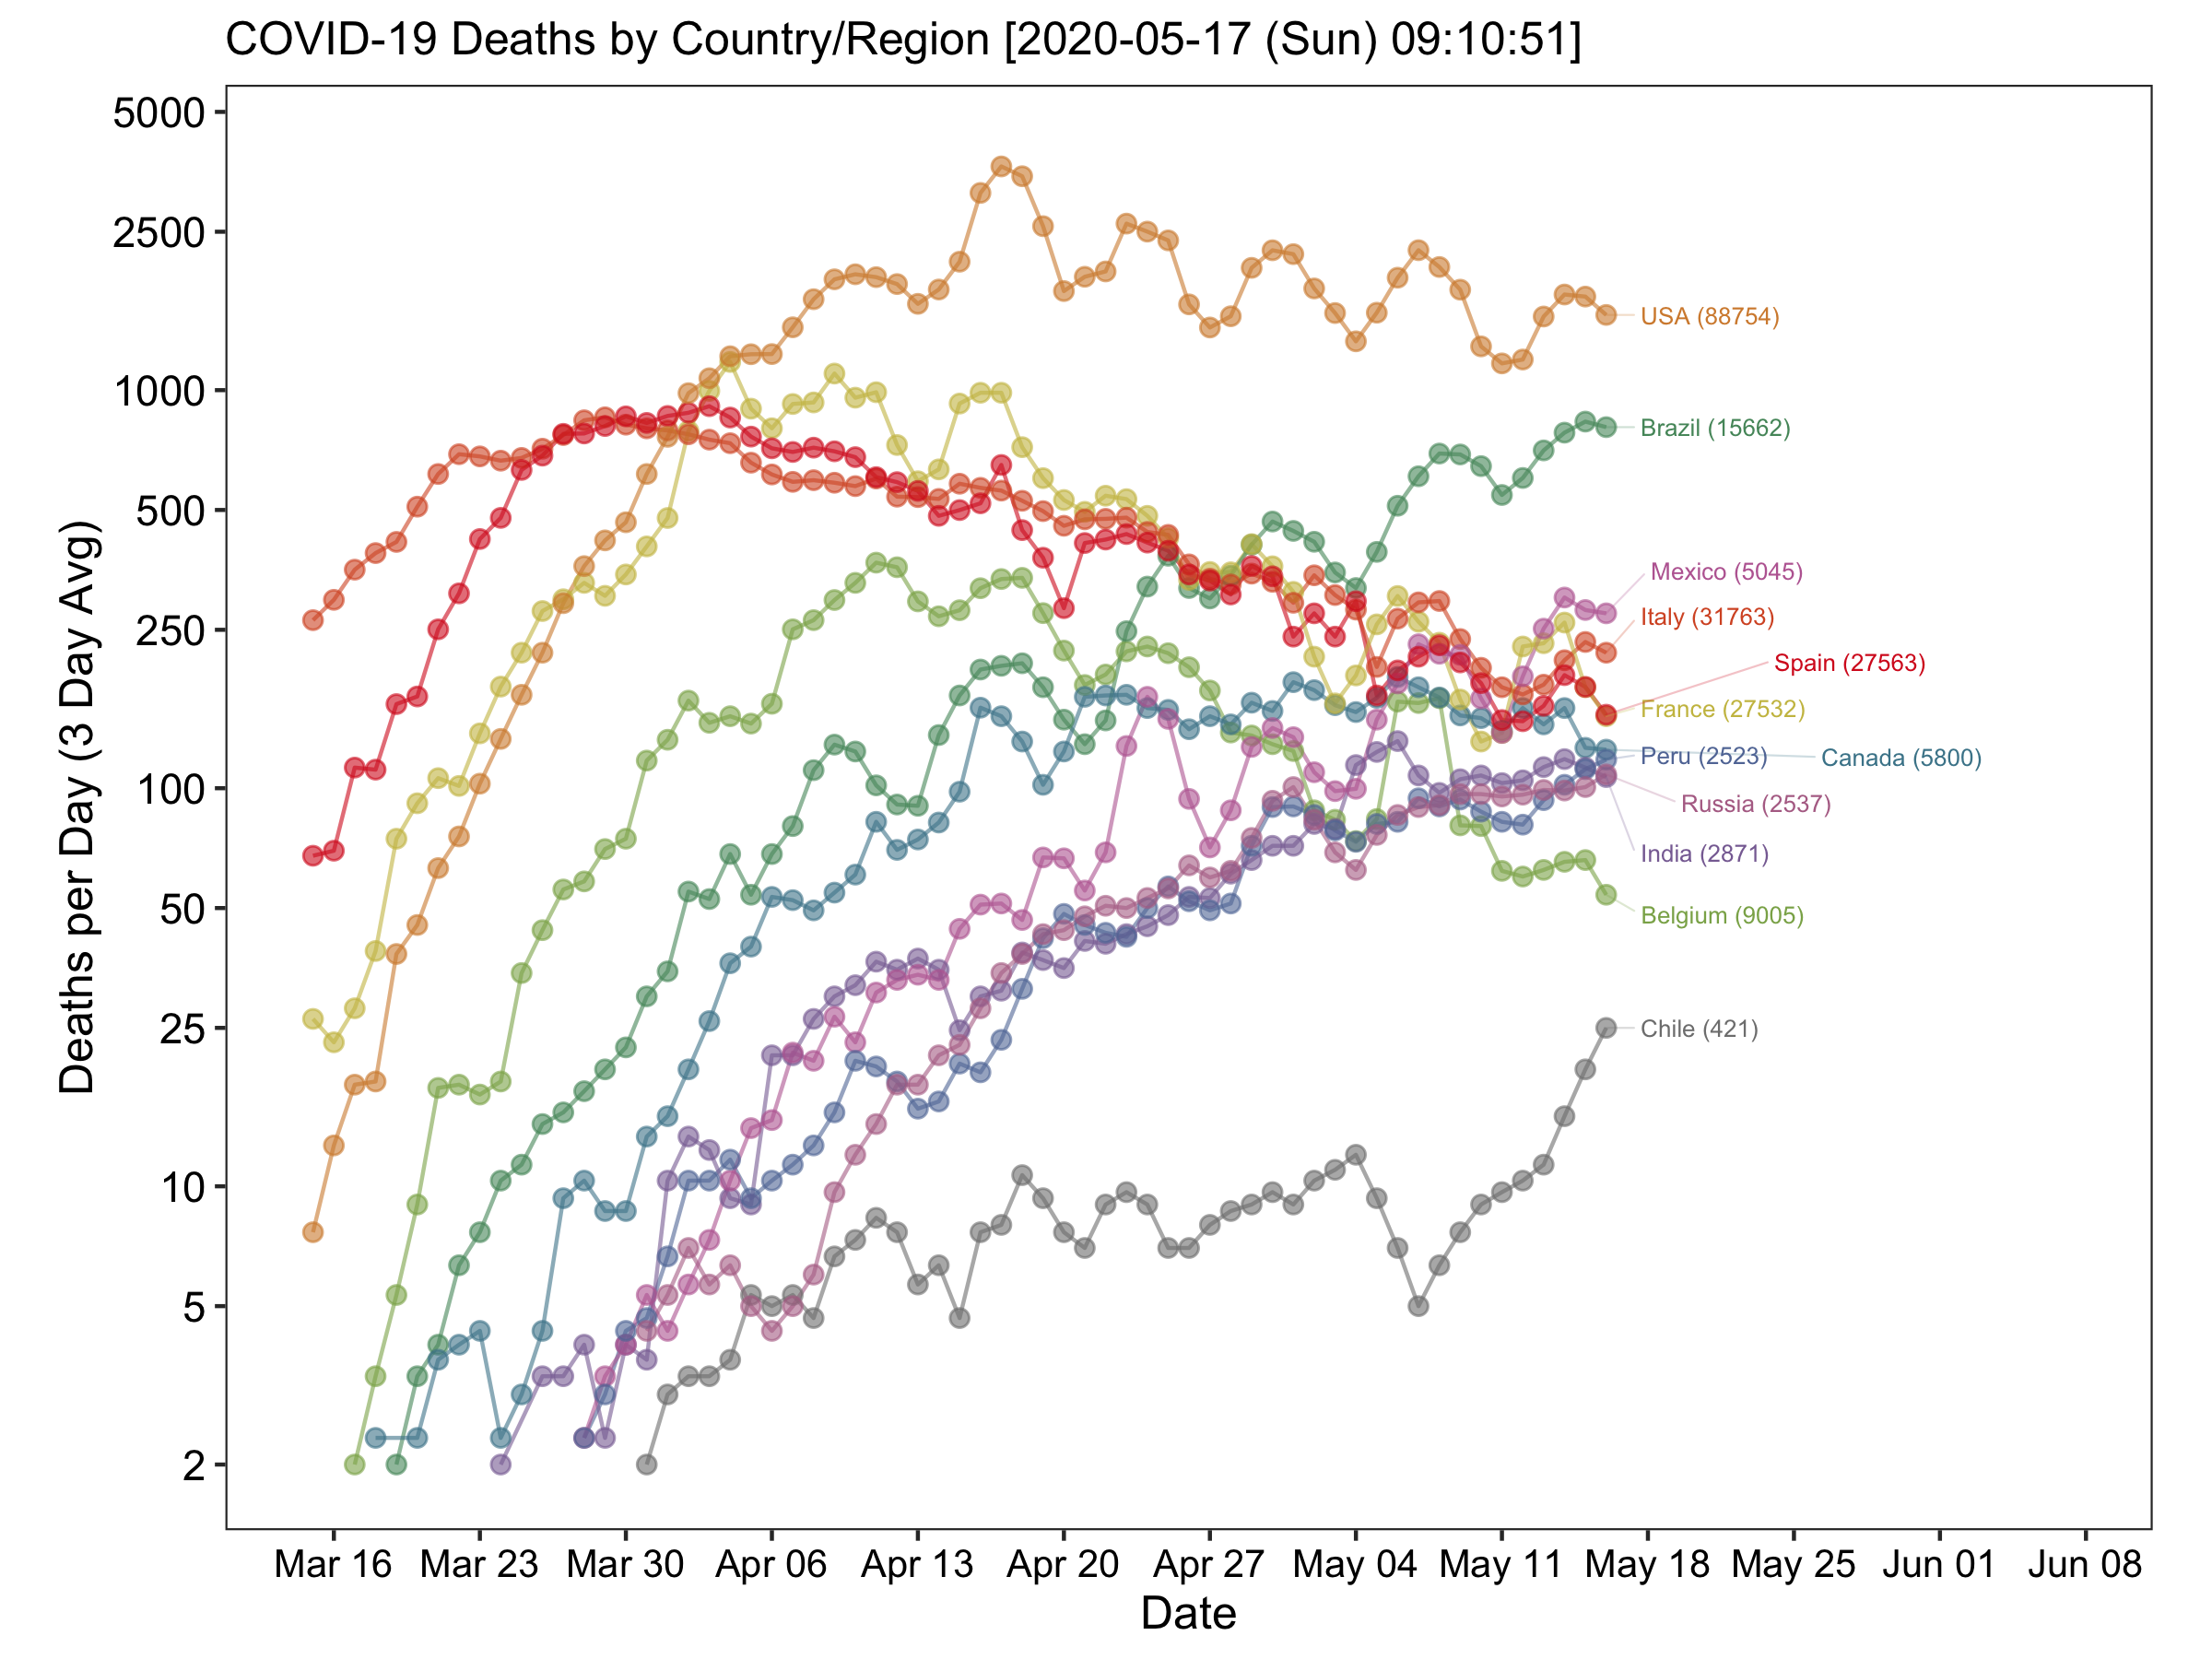 COVID-19 Deaths by Country/Region [2020-05-17 (Sun) 09:10:51]
Deaths per Day (3 Day Avg)
5000
2500
1000
500
250
100
50
25
10
5
2
USA (88754)
Brazil (15662)
Mexico (5045)
Italy (31763)
Spain (27563)
France (27532)
Peru (2523)
Canada (5800)
Russia (2537)
India (2871)
Belgium (9005)
Chile (421)
Mar 16 Mar 23 Mar 30 Apr 06 Apr 13 Apr 20 Apr 27 May 04 May 11 May 18 May 25 Jun 01 Jun 08
Date